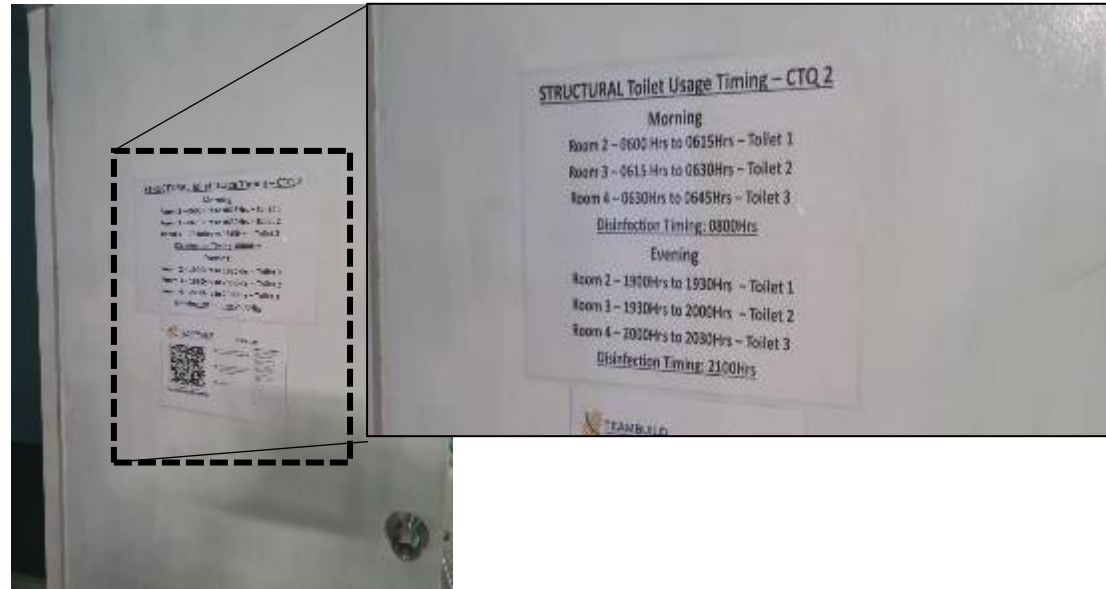 STRUCTURAL Toilet Usage Timing – CTQ 2
Morning
Room 2 – 0600 Hrs to 0615Hrs – Toilet 1
Room 3 – 0615 Hrs to 0630Hrs – Toilet 2
Room 4 – 0630Hrs to 0645Hrs – Toilet 3
Disinfection Timing: 0800Hrs
Evening
Room 2 – 1900Hrs to 1930Hrs – Toilet 1
Room 3 – 1930Hrs to 2000Hrs – Toilet 2
Room 4 – 2000Hrs to 2030Hrs – Toilet 3
Disinfection Timing: 2100Hrs
TEAMBUILD